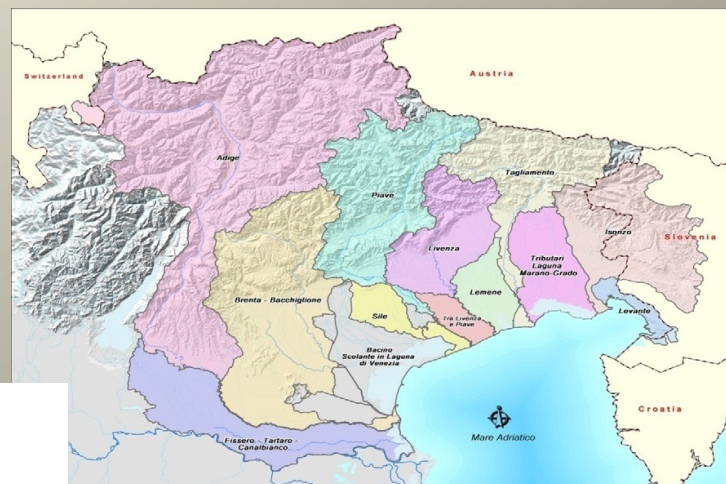 Switzerland
Austria
Adige
Tagliamento
Piave
Isonzo
Slovenia
Livenza
Tributari
Laguna
Marano-Grado
Lemene
Brenta - Bacchiglione
Levante
Sile
Tra Livenza
e Piave
Bacino
Scolante in Laguna
di Venezia
Croatia
Fissero - Tartaro -
Canalbianco
Mare Adriatico